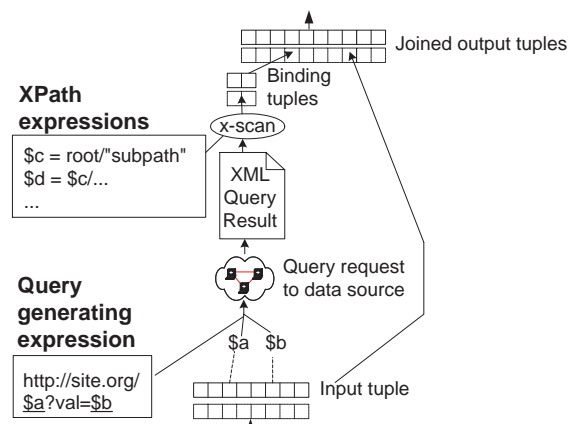 Joined output tuples
Binding
tuples
XPath
expressions
x-scan
$c = root/"subpath"
$d = $c/...
...
XML
Query
Result
Query request
to data source
Query
generating
expression
$a $b
http://site.org/
$a?val=$b
Input tuple